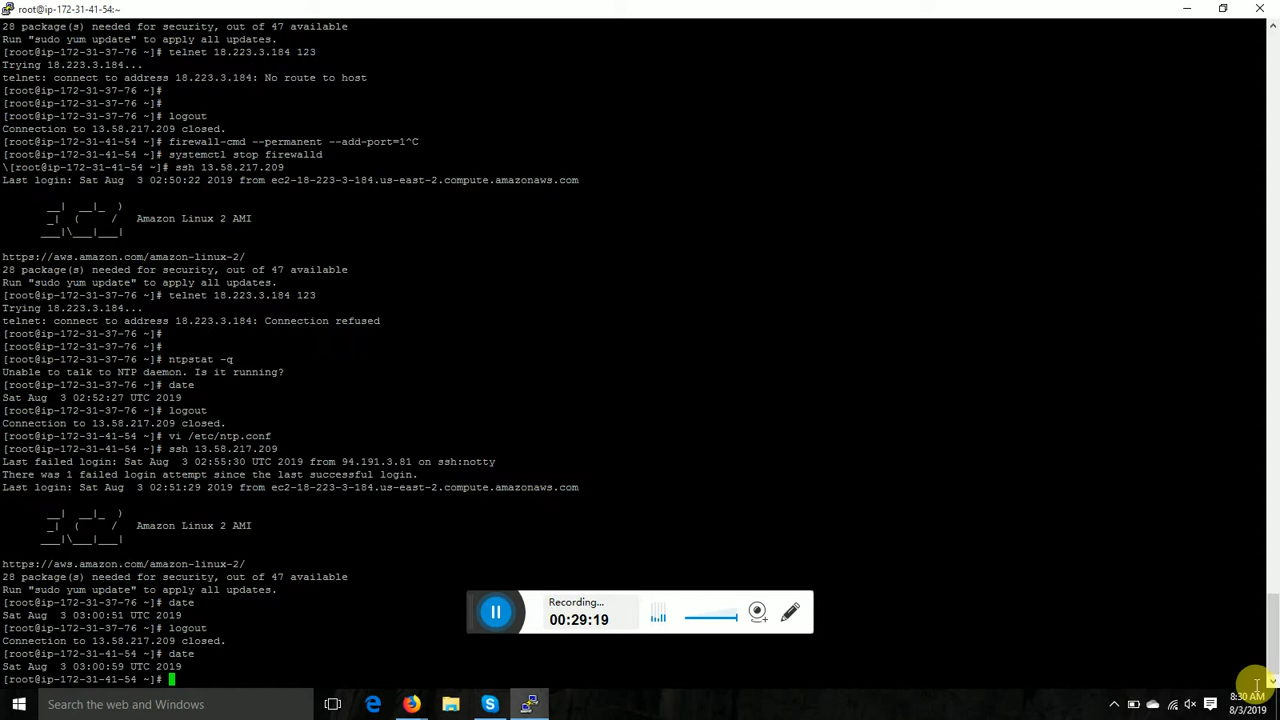 root@ip-172-31-41-54:~
28 package(s) needed for security, out of 47 available
Run "sudo yum update" to apply all updates.
[root@ip-172-31-37-76 ~]# telnet 18.223.3.184 123
Trying 18.223.3.184...
telnet: connect to address 18.223.3.184: No route to host
[root@ip-172-31-37-76 ~]#
[root@ip-172-31-37-76 ~]#
[root@ip-172-31-37-76 ~]# logout
Connection to 13.58.217.209 closed.
[root@ip-172-31-41-54 ~]# firewall-cmd --permanent --add-port=1^C
[root@ip-172-31-41-54 ~]# systemctl stop firewalld
\[root@ip-172-31-41-54 ~]# ssh 13.58.217.209
Last login: Sat Aug  3 02:50:22 2019 from ec2-18-223-3-184.us-east-2.compute.amazonaws.com
       __|  __|_  )
       _|  (     /   Amazon Linux 2 AMI
      ___|\___|___|
https://aws.amazon.com/amazon-linux-2/
28 package(s) needed for security, out of 47 available
Run "sudo yum update" to apply all updates.
[root@ip-172-31-37-76 ~]# telnet 18.223.3.184 123
Trying 18.223.3.184...
telnet: connect to address 18.223.3.184: Connection refused
[root@ip-172-31-37-76 ~]#
[root@ip-172-31-37-76 ~]#
[root@ip-172-31-37-76 ~]# ntpstat -q
Unable to talk to NTP daemon. Is it running?
[root@ip-172-31-37-76 ~]# date
Sat Aug  3 02:52:27 UTC 2019
[root@ip-172-31-37-76 ~]# logout
Connection to 13.58.217.209 closed.
[root@ip-172-31-41-54 ~]# vi /etc/ntp.conf
[root@ip-172-31-41-54 ~]# ssh 13.58.217.209
Last failed login: Sat Aug  3 02:55:30 UTC 2019 from 94.191.3.81 on ssh:notty
There was 1 failed login attempt since the last successful login.
Last login: Sat Aug  3 02:51:29 2019 from ec2-18-223-3-184.us-east-2.compute.amazonaws.com
       __|  __|_  )
       _|  (     /   Amazon Linux 2 AMI
      ___|\___|___|
https://aws.amazon.com/amazon-linux-2/
28 package(s) needed for security, out of 47 available
Run "sudo yum update" to apply all updates.
[root@ip-172-31-37-76 ~]# date
Sat Aug  3 03:00:51 UTC 2019
[root@ip-172-31-37-76 ~]# logout
Connection to 13.58.217.209 closed.
[root@ip-172-31-41-54 ~]# date
Sat Aug  3 03:00:59 UTC 2019
[root@ip-172-31-41-54 ~]#
Recording...
00:29:19
Search the web and Windows
8:30 AM
8/3/2019